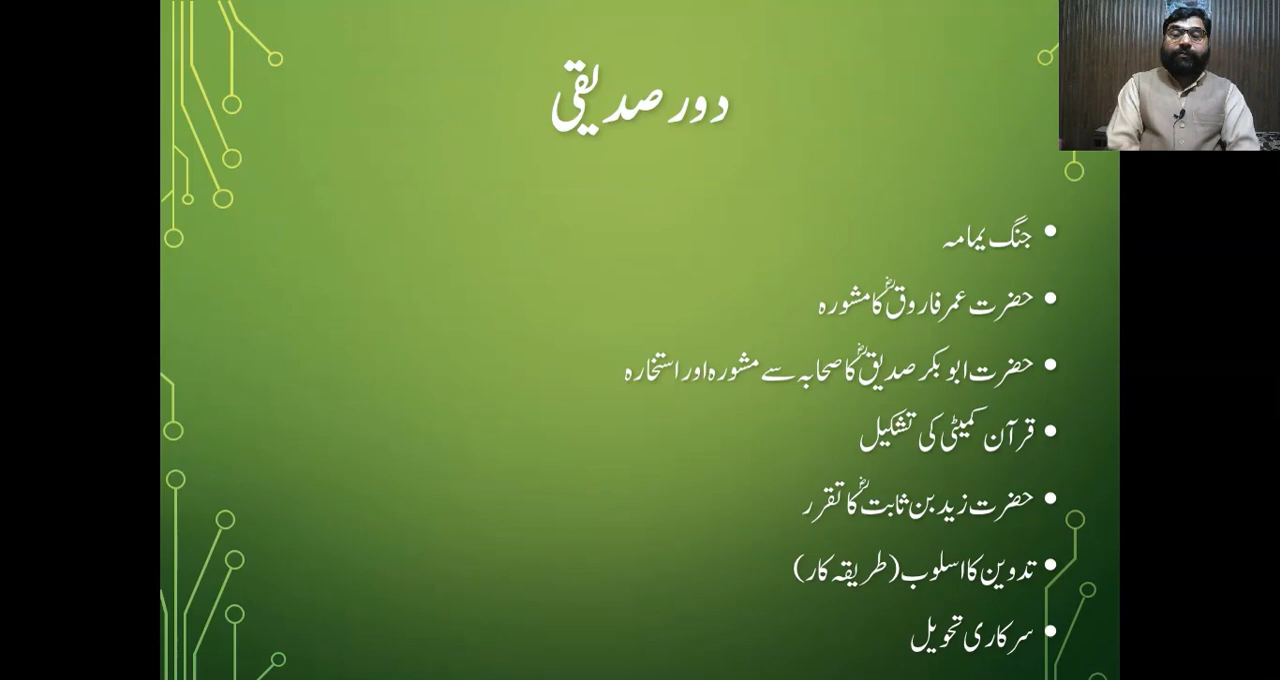 دور صدیقی
• جنگ یمامہ
• حضرت عمر فاروقؓ کا مشورہ
• حضرت ابو بکر صدیقؓ کا صحابہ سے مشورہ اور استخارہ
• قرآن کمیٹی کی تشکیل
• حضرت زید بن ثابتؓ کا تقرر
• تدوین کا اسلوب (طریقہ کار)
• سرکاری تحویل